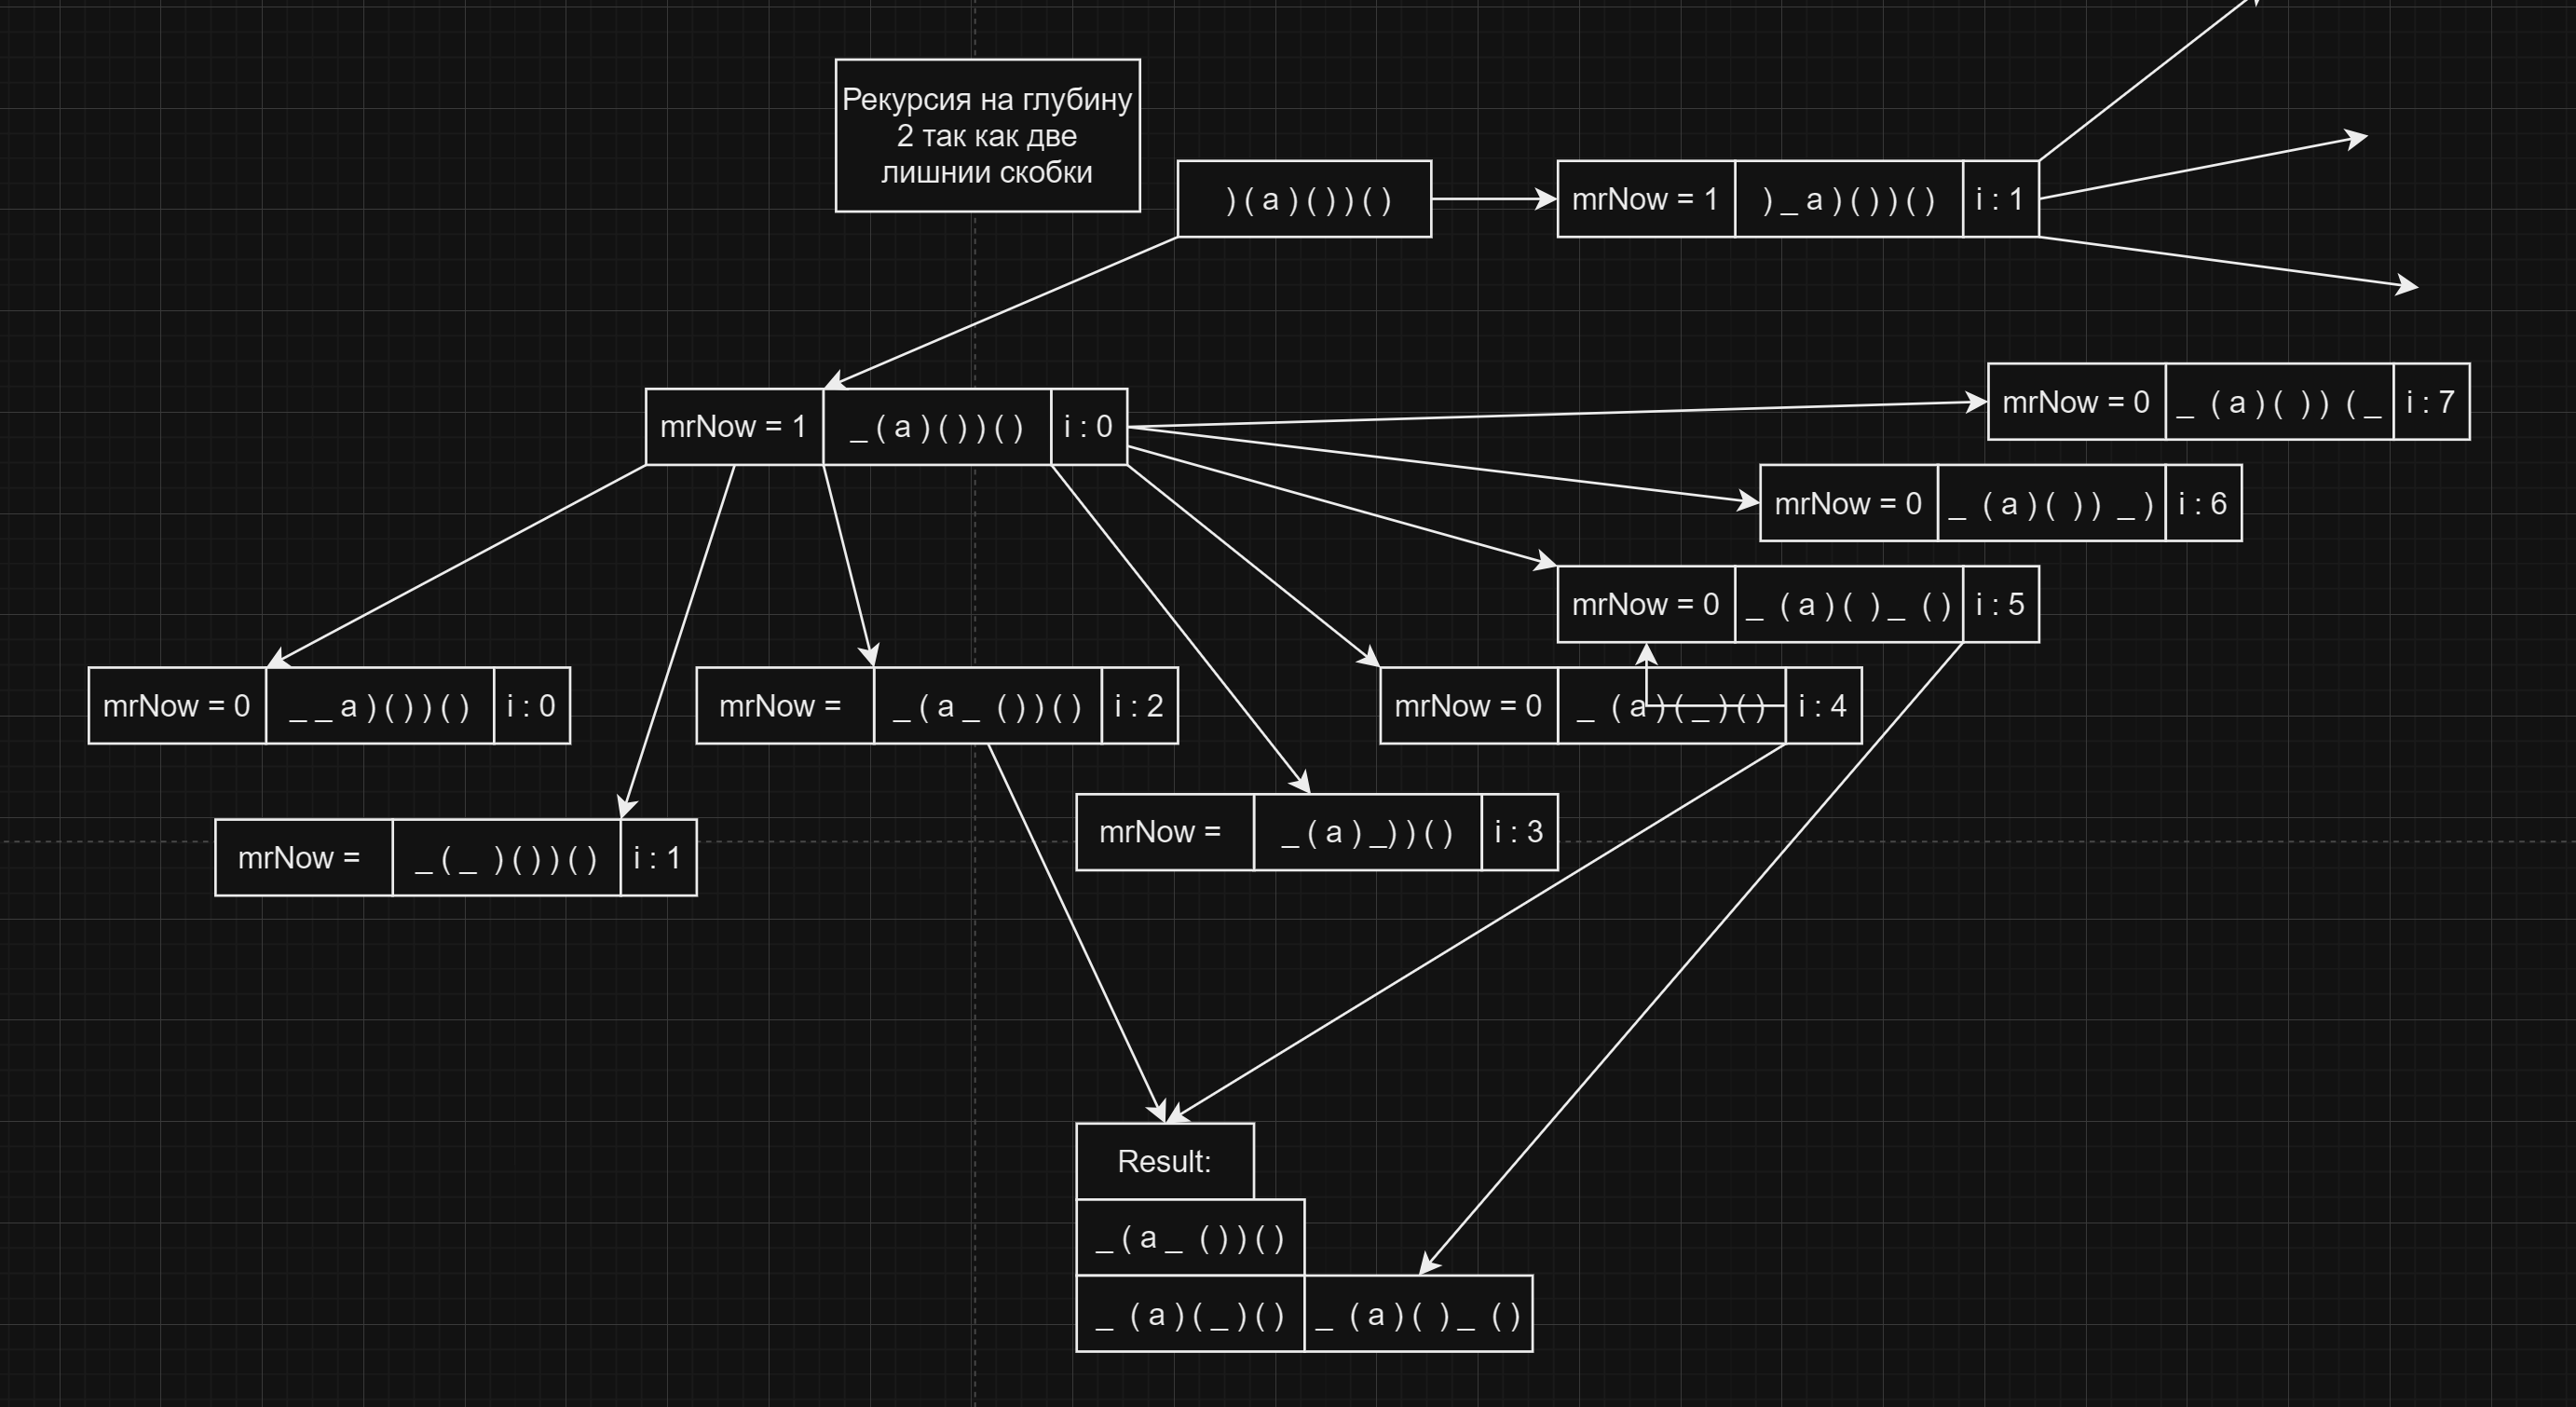 Рекурсия на глубину
2 так как две
лишнии скобки
) ( a ) ( ) ) ( )
mrNow = 1 ) _ a ) ( ) ) ( ) i : 1
mrNow = 0 _ ( a ) ( ) ) ( _ i : 7
mrNow = 1 _ ( a ) ( ) ) ( ) i : 0
mrNow = 0 _ ( a ) ( ) ) _ ) i : 6
mrNow = 0 _ ( a ) ( ) _ ( ) i : 5
mrNow = 0 _ _ a ) ( ) ) ( ) i : 0
mrNow = _ ( a _ ( ) ) ( ) i : 2
mrNow = 0 _ ( a ) ( _ ) ( ) i : 4
mrNow = _ ( a ) _ ) ) ( ) i : 3
mrNow = _ ( _ ) ( ) ) ( ) i : 1
Result:
_ ( a _ ( ) ) ( )
_ ( a ) ( _ ) ( ) _ ( a ) ( ) _ ( )